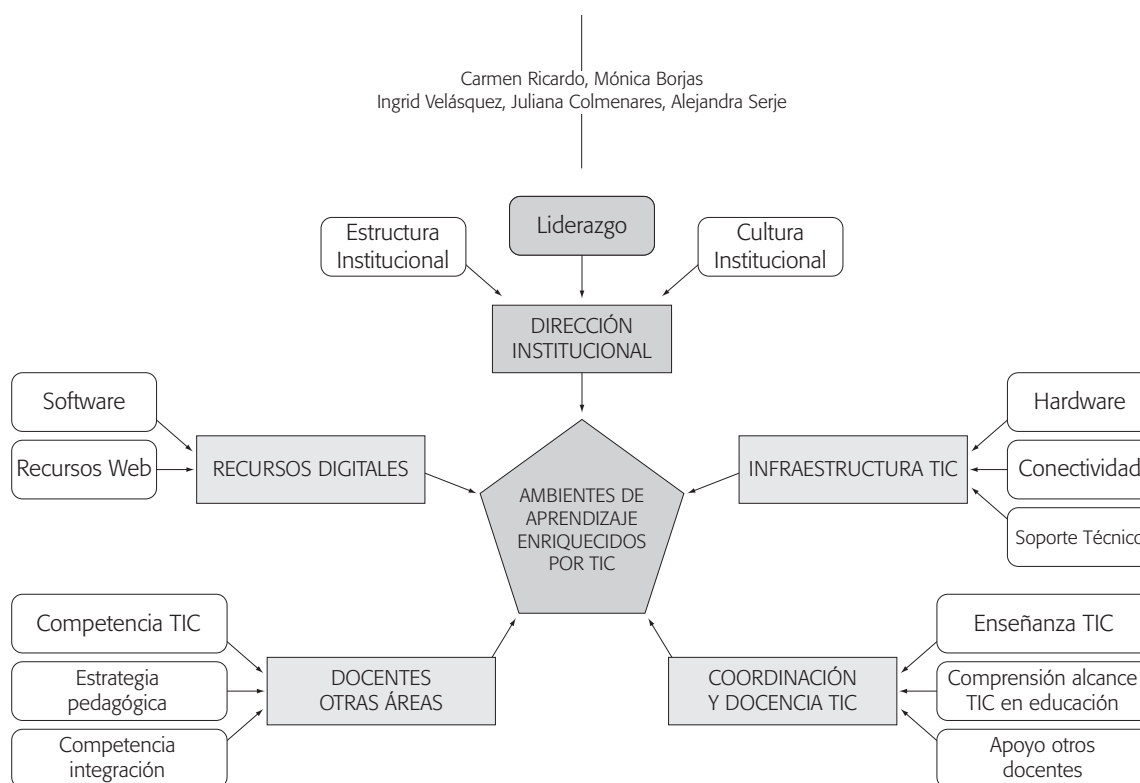 Carmen Ricardo, Mónica Borjas
Ingrid Velásquez, Juliana Colmenares, Alejandra Serje
Liderazgo
Estructura
Institucional
Cultura
Institucional
DIRECCIÓN
INSTITUCIONAL
Software
Recursos Web
RECURSOS DIGITALES
AMBIENTES DE
APRENDIZAJE
ENRIQUECIDOS
POR TIC
INFRAESTRUCTURA TIC
Hardware
Conectividad
Soporte Técnico
Competencia TIC
Estrategia
pedagógica
Competencia
integración
DOCENTES
OTRAS ÁREAS
COORDINACIÓN
Y DOCENCIA TIC
Enseñanza TIC
Comprensión alcance
TIC en educación
Apoyo otros
docentes